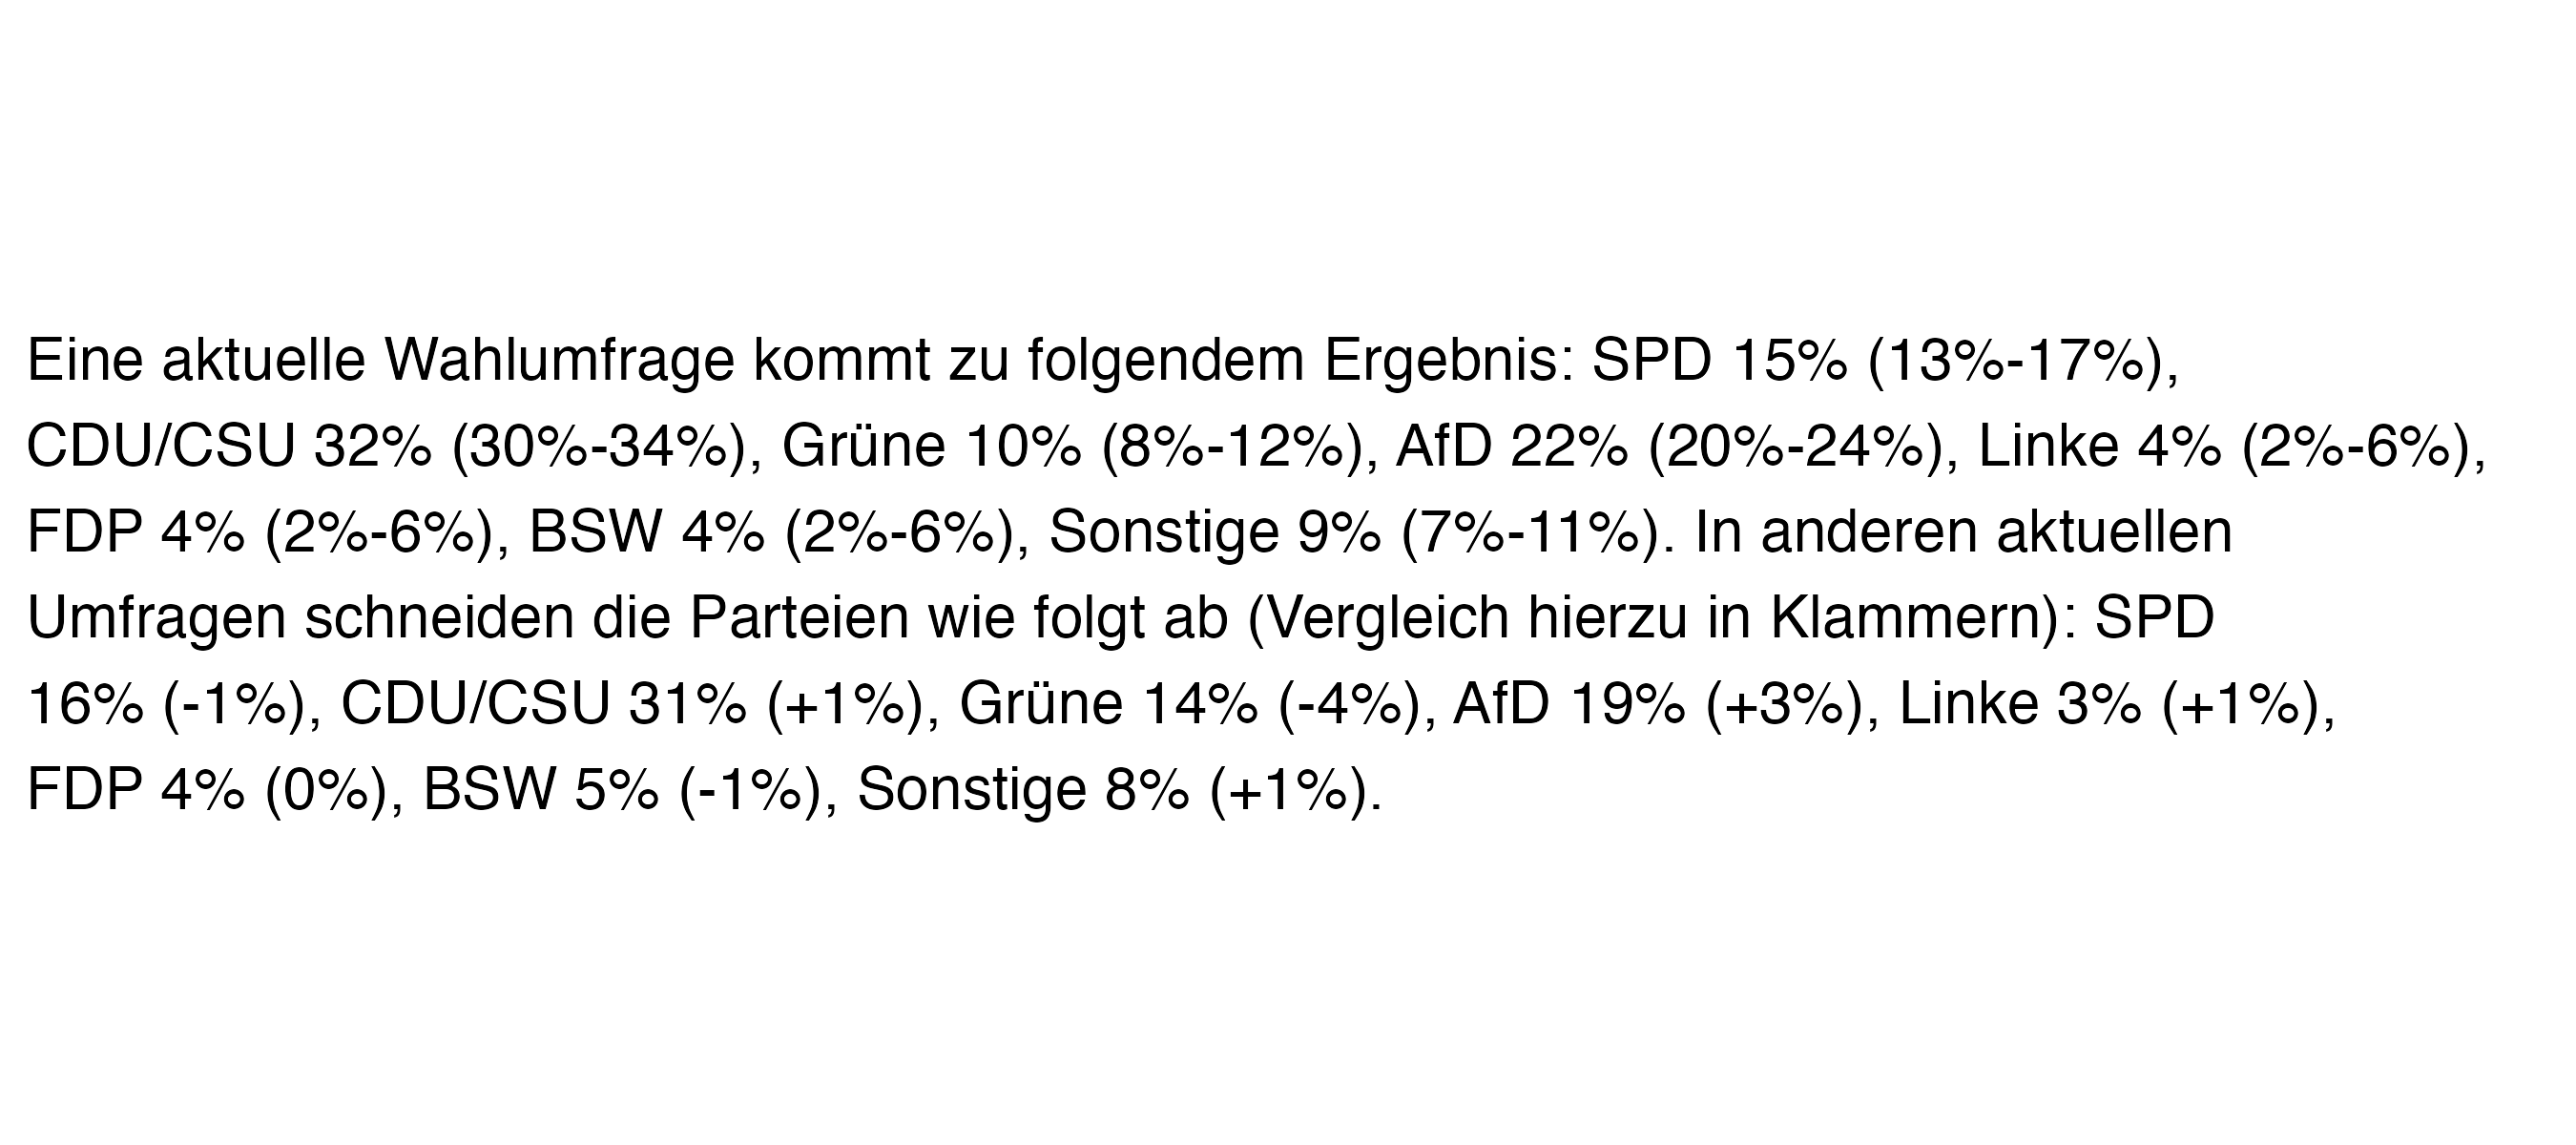 Eine aktuelle Wahlumfrage kommt zu folgendem Ergebnis: SPD 15% (13%-17%),
CDU/CSU 32% (30%-34%), Grüne 10% (8%-12%), AfD 22% (20%-24%), Linke 4% (2%-6%),
FDP 4% (2%-6%), BSW 4% (2%-6%), Sonstige 9% (7%-11%). In anderen aktuellen
Umfragen schneiden die Parteien wie folgt ab (Vergleich hierzu in Klammern): SPD
16% (-1%), CDU/CSU 31% (+1%), Grüne 14% (-4%), AfD 19% (+3%), Linke 3% (+1%),
FDP 4% (0%), BSW 5% (-1%), Sonstige 8% (+1%).